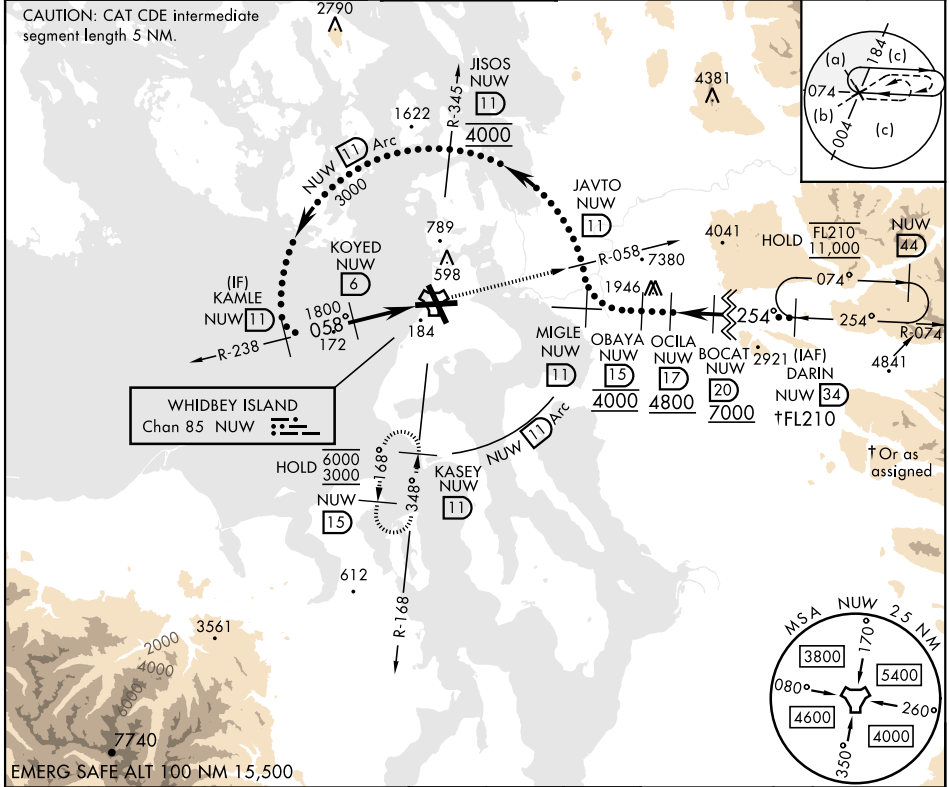 CAUTION: CAT CDE intermediate
segment length 5 NM.
2790
4381
184
(a)
(c)
074
(b)
004
(c)
JISOS
NUW
11
4000
R-345
1622
NUW 11 Arc
3000
JAVTO
NUW
11
789
598
KOYED
NUW
6
(IF)
KAMLE
NUW 11
1800
058°
172
184
R-238
R-058
7380
1946
4041
HOLD FL210
11,000
NUW
44
074°
254°
254°
R-074
MIGLE
NUW
11
OBAYA
NUW
15
4000
OCILA
NUW
17
4800
BOCAT
NUW
20
7000
2921
(IAF)
DARIN
NUW 34
†FL210
4841
† Or as
assigned
WHIDBEY ISLAND
Chan 85 NUW
HOLD 6000
3000
NUW
15
168°
348°
KASEY
NUW
11
NUW 11 Arc
612
R-168
3561
2000
4000
6000
7740
EMERG SAFE ALT 100 NM 15,500
MSA NUW 25 NM
170°
3800
5400
080°
260°
4600
4000
350°